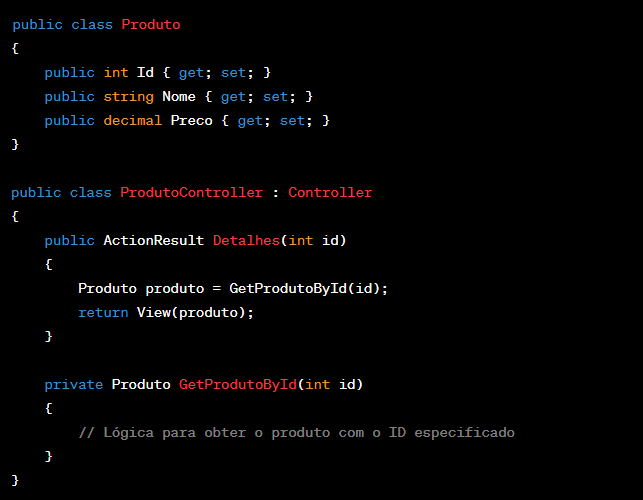 public class Produto
{
    public int Id { get; set; }
    public string Nome { get; set; }
    public decimal Preco { get; set; }
}

public class ProdutoController : Controller
{
    public ActionResult Detalhes(int id)
    {
        Produto produto = GetProdutoById(id);
        return View(produto);
    }

    private Produto GetProdutoById(int id)
    {
        // Lógica para obter o produto com o ID especificado
    }
}